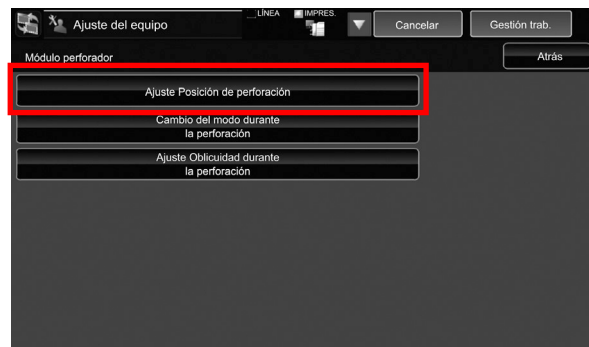 Ajuste del equipo
LÍNEA
IMPRES.
Cancelar
Gestión trab.
Módulo perforador
Atrás
Ajuste Posición de perforación
Cambio del modo durante
la perforación
Ajuste Oblicuidad durante
la perforación